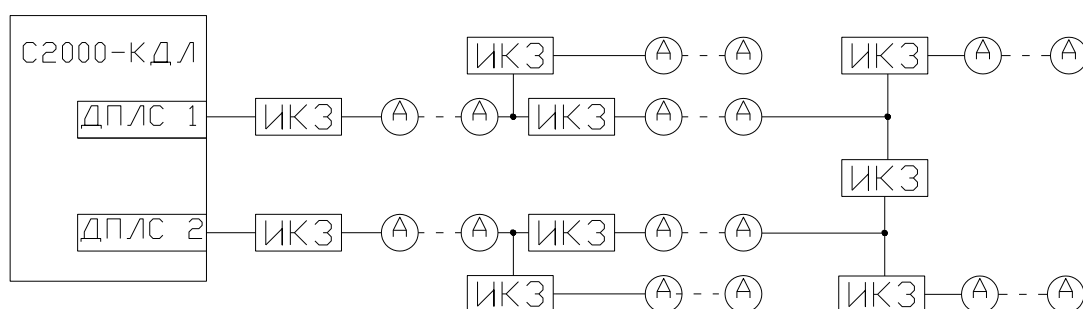 ИКЗ А А ИКЗ А А
С2000-КДЛ
ДПЛС 1 ИКЗ А А ИКЗ А А
ИКЗ
ДПЛС 2 ИКЗ А А ИКЗ А А
ИКЗ А А ИКЗ А А